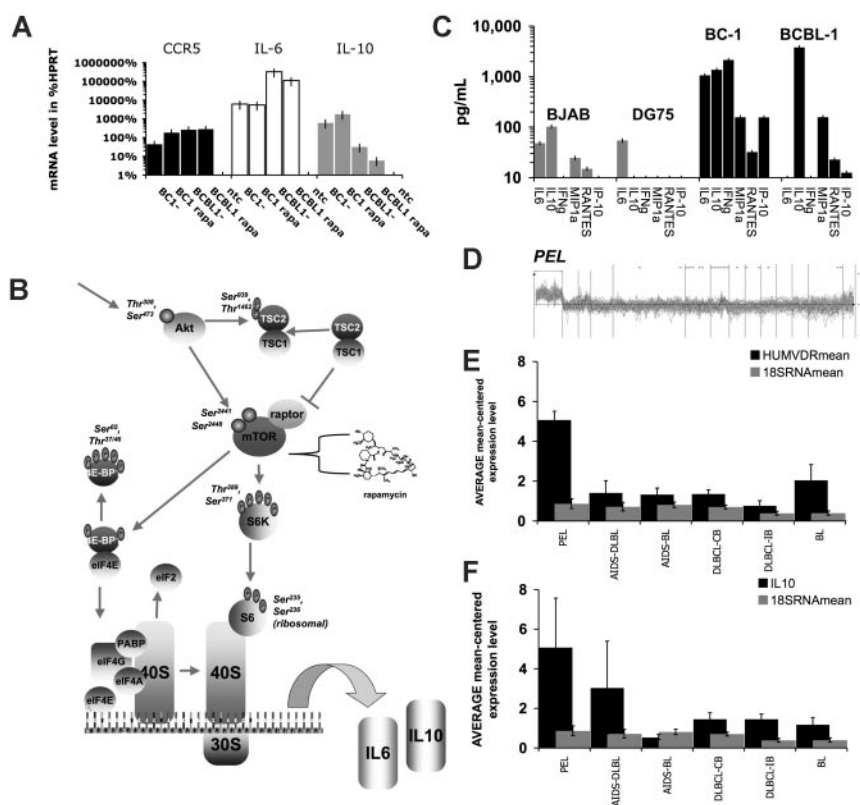 A
CCR5 IL-6 IL-10
mRNA level in %HPRT
1000000%
100000%
10000%
1000%
100%
10%
1%
BC1-
BC1 rapa
BCBL1-
BCBL1 rapa
ntc
BC1-
BC1 rapa
BCBL1-
BCBL1 rapa
ntc
BC1-
BC1 rapa
BCBL1-
BCBL1 rapa
ntc
C
pg/mL
10,000
1,000
100
10
BJAB
DG75
BC-1
BCBL-1
IL6
IL10
IFNg
MIP1a
RANTES
IP-10
IL6
IL10
IFNg
MIP1a
RANTES
IP-10
IL6
IL10
IFNg
MIP1a
RANTES
IP-10
IL6
IL10
IFNg
MIP1a
RANTES
IP-10
B
Thr308,
Ser473
Akt
Ser939,
Thr1462
TSC2
TSC1
TSC2
TSC1
raptor
Ser2441
Ser2448
mTOR
rapamycin
Ser65,
Thr37/46
4E-BP
Thr389,
Ser371
S6K
4E-BP
eIF4E
eIF2
Ser235,
Ser236
(ribosomal)
S6
PABP
eIF4G
eIF4A
eIF4E
40S
40S
30S
IL6
IL10
D
PEL
E
HUMVDRmean
18SRNAmean
AVERAGE mean-centered
expression level
8
6
4
2
0
PEL
AIDS-DLBL
AIDS-BL
DLBCL-CB
DLBCL-IB
BL
F
IL10
18SRNAmean
AVERAGE mean-centered
expression level
8
6
4
2
0
PEL
AIDS-DLBL
AIDS-BL
DLBCL-CB
DLBCL-IB
BL